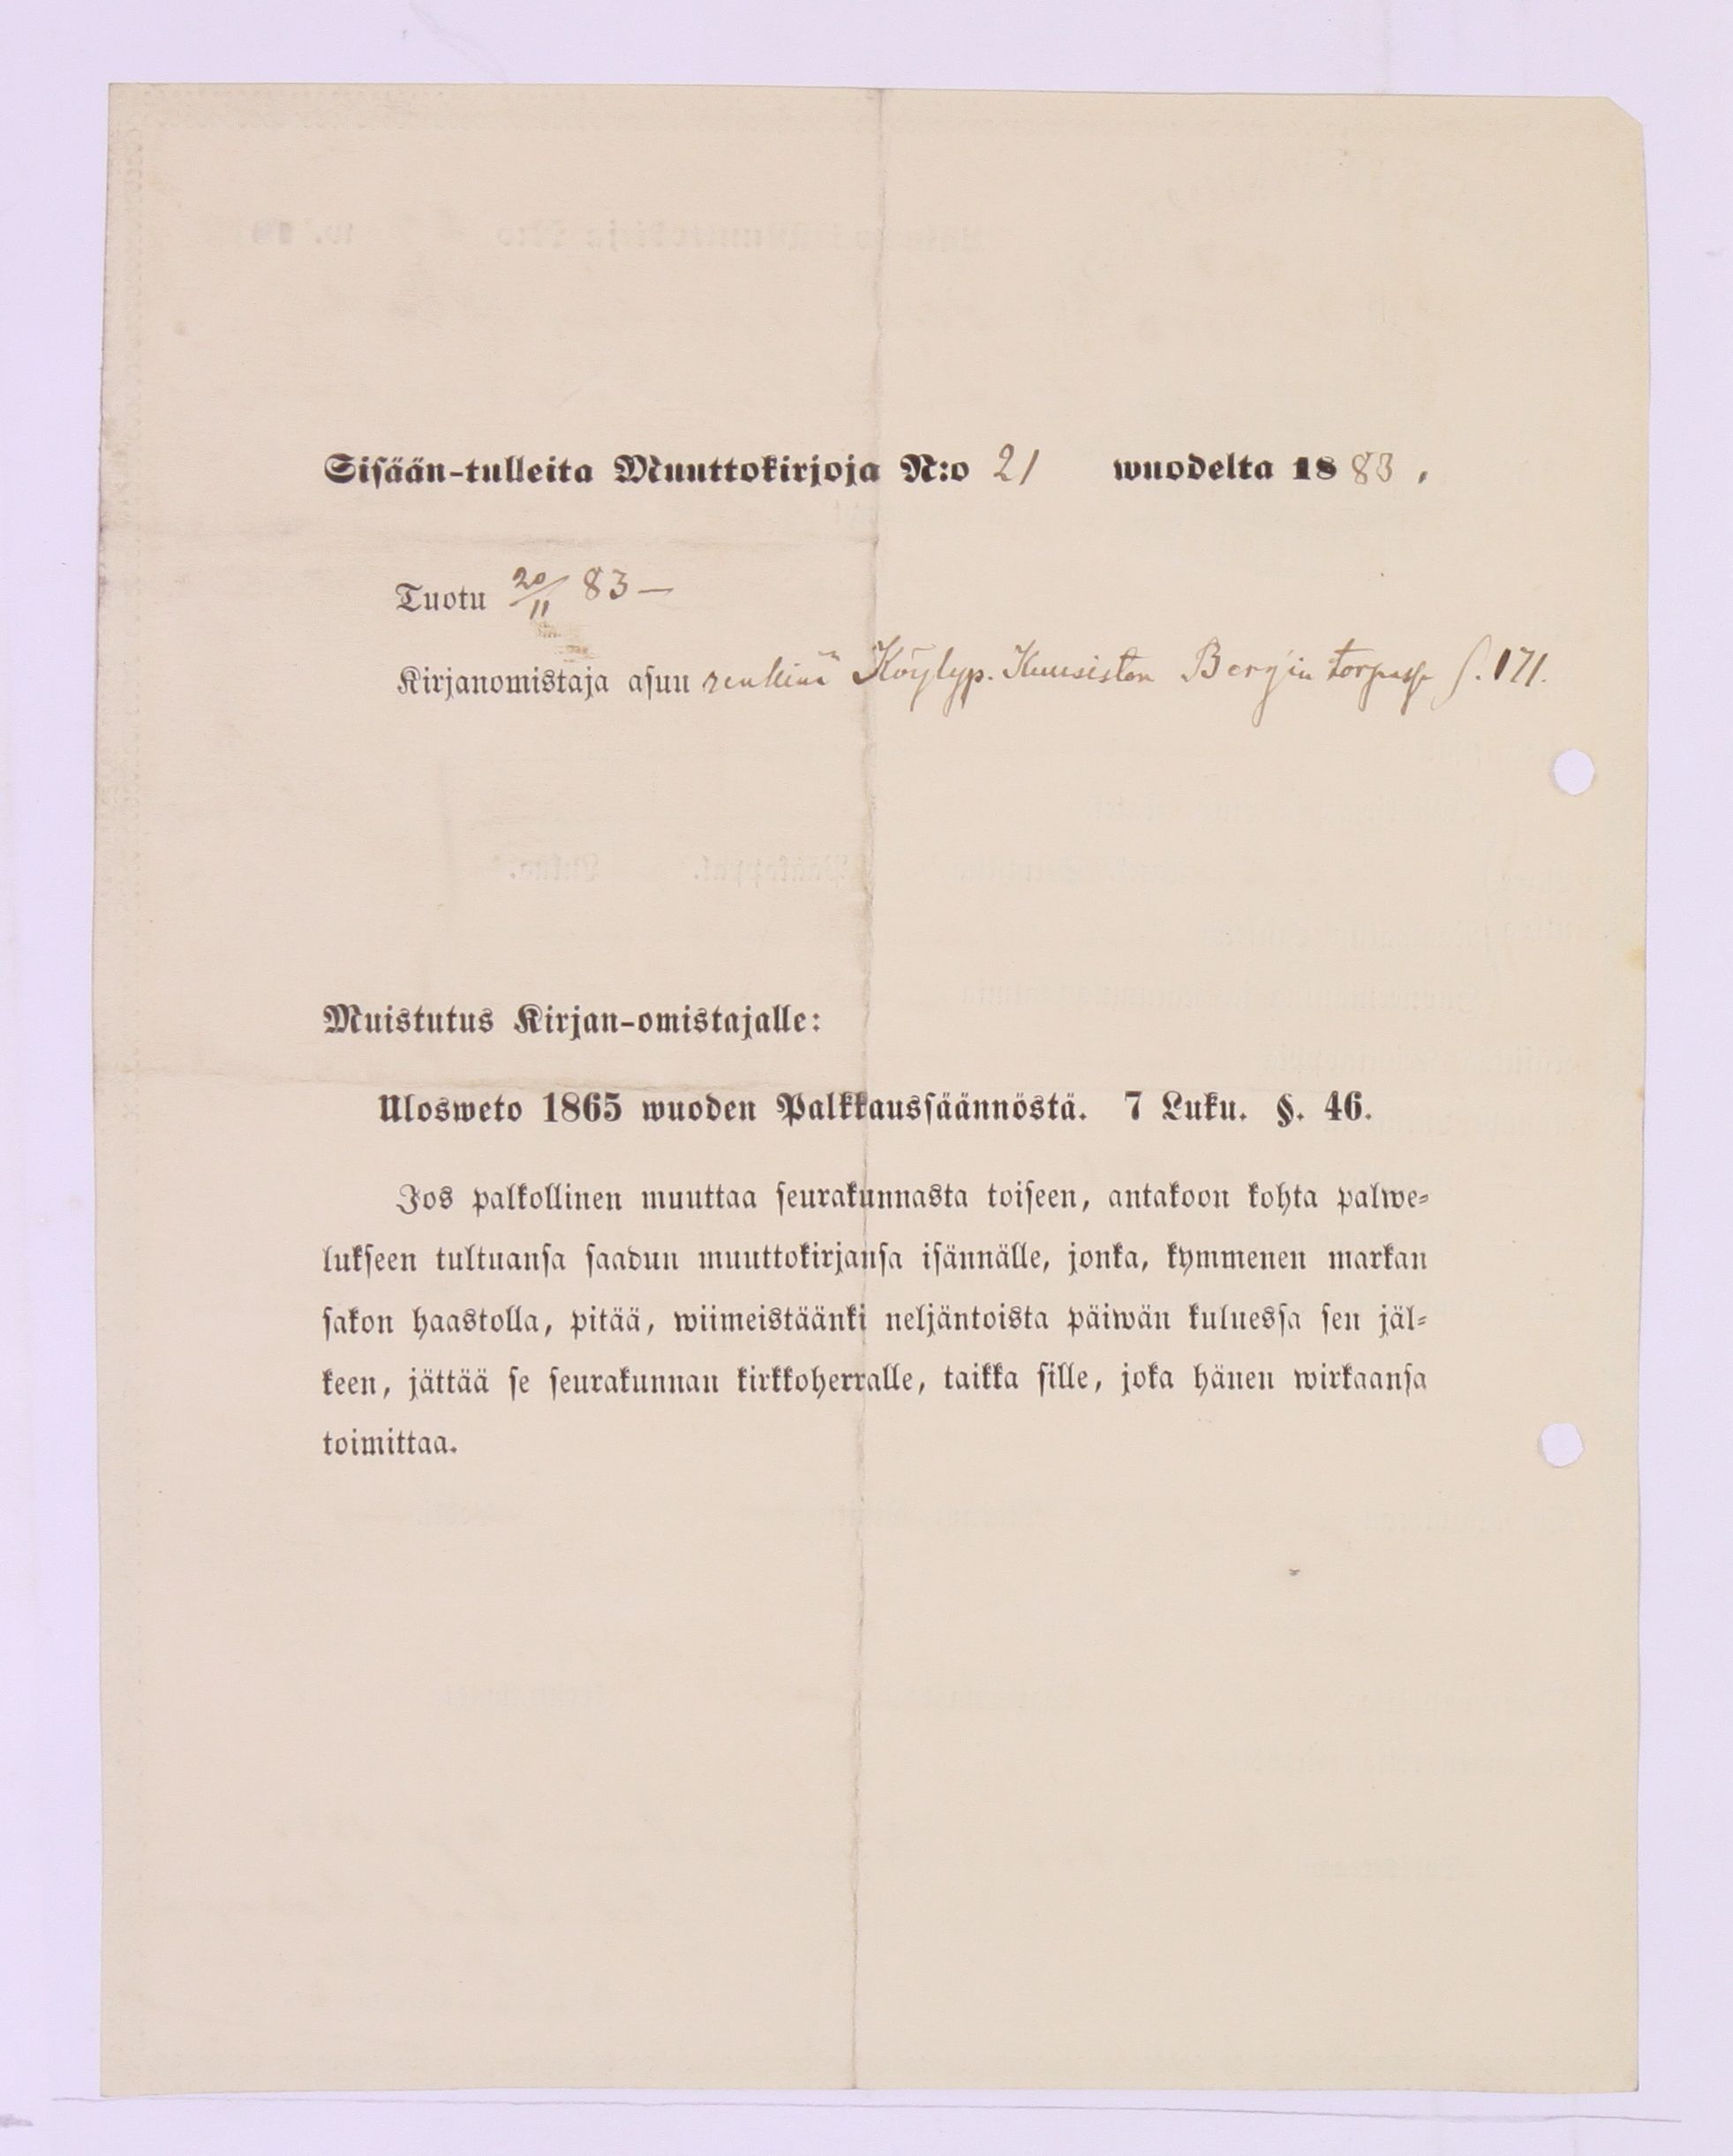 Sisään-tulleita Muuttokirjoja N:o 21 wuodelta 1883.
Tuotu 20/11 83 —
Kirjanomistaja asuu renkinä Köylyp. Kuusiston Bergin torpassa s. 171.
Muistutus Kirjan-omistajalle:
Ulosweto 1865 wuoden Palkkaussäännöstä. 7 Luku. §. 46.
Jos palkollinen muuttaa seurakunnasta toiseen, antakoon kohta palwe-
lukseen tultuansa saadun muuttokirjansa isännälle, jonka, kymmenen markan
sakon haastolla, pitää, wiimeistäänki neljäntoista päiwän kuluessa sen jäl-
keen, jättää se seurakunnan kirkkoherralle, taikka sille, joka hänen wirkaansa
toimittaa.